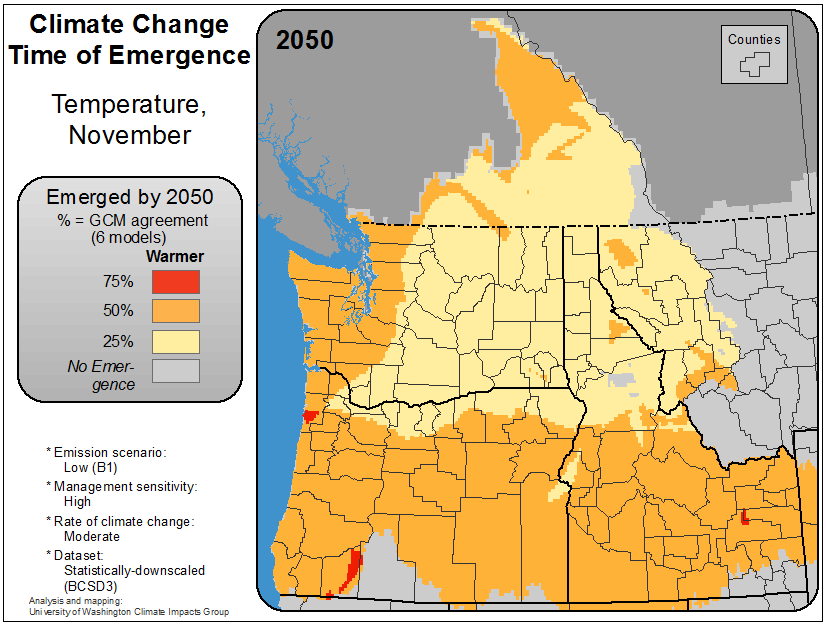 Climate Change
Time of Emergence
Temperature,
November
Emerged by 2050
% = GCM agreement
(6 models)
Warmer
75%
50%
25%
No Emer-
gence
* Emission scenario:
Low (B1)
* Management sensitivity:
High
* Rate of climate change:
Moderate
* Dataset:
Statistically-downscaled
(BCSD3)
Analysis and mapping:
University of Washington Climate Impacts Group
2050
Counties